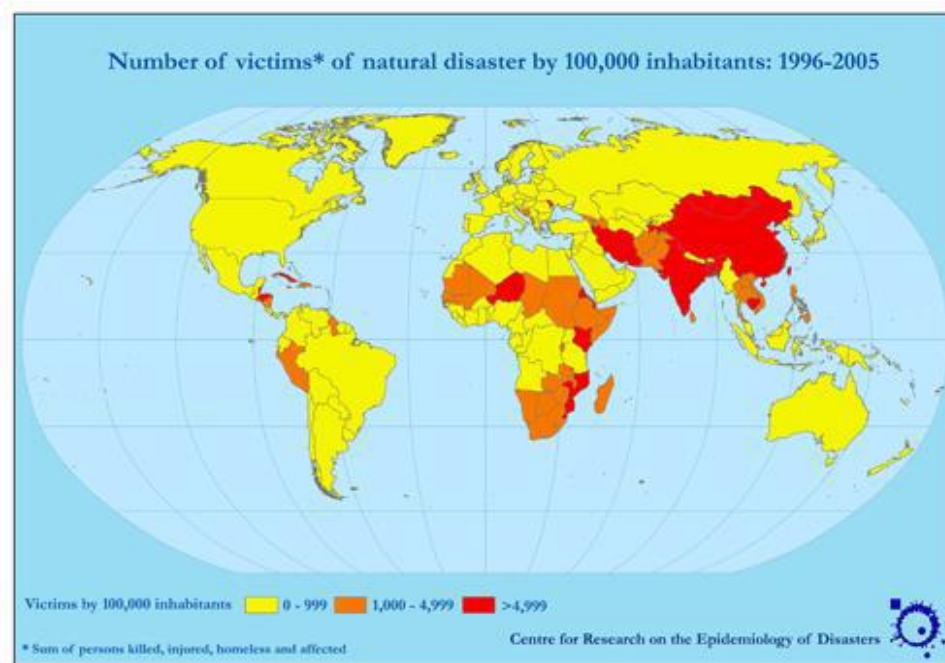 Number of victims* of natural disaster by 100,000 inhabitants: 1996-2005
Victims by 100,000 inhabitants 0 - 999 1,000 - 4,999 >4,999
* Sum of persons killed, injured, homeless and affected
Centre for Research on the Epidemiology of Disasters